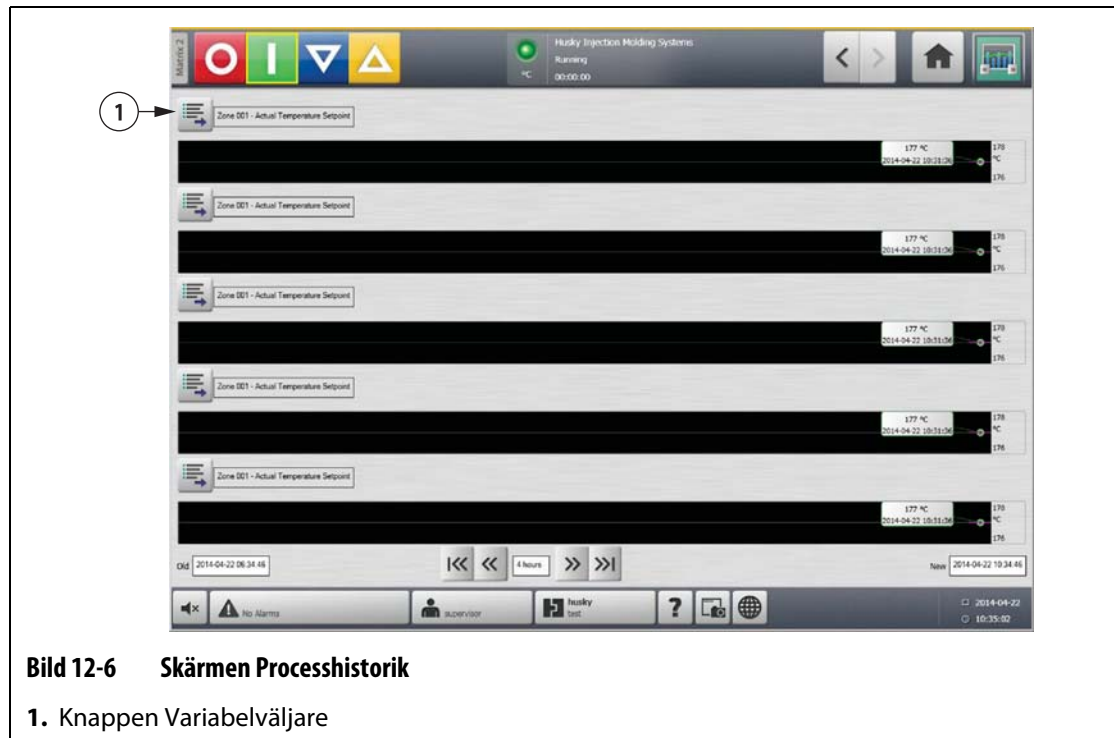 Matrix 2
Husky Injection Molding Systems
Running
°C
00:00:00
1
Zone 001 - Actual Temperature Setpoint
177 °C
2014-04-22 10:31:36
178
°C
176
Zone 001 - Actual Temperature Setpoint
177 °C
2014-04-22 10:31:36
178
°C
176
Zone 001 - Actual Temperature Setpoint
177 °C
2014-04-22 10:31:36
178
°C
176
Zone 001 - Actual Temperature Setpoint
177 °C
2014-04-22 10:31:36
178
°C
176
Zone 001 - Actual Temperature Setpoint
177 °C
2014-04-22 10:31:36
178
°C
176
Old 2014-04-22 06.34.46
4 hours
New 2014-04-22 10.34.46
No Alarms
supervisor
husky
test
?
2014-04-22
10:35:02
Bild 12-6 Skärmen Processhistorik
1. Knappen Variabelväljare